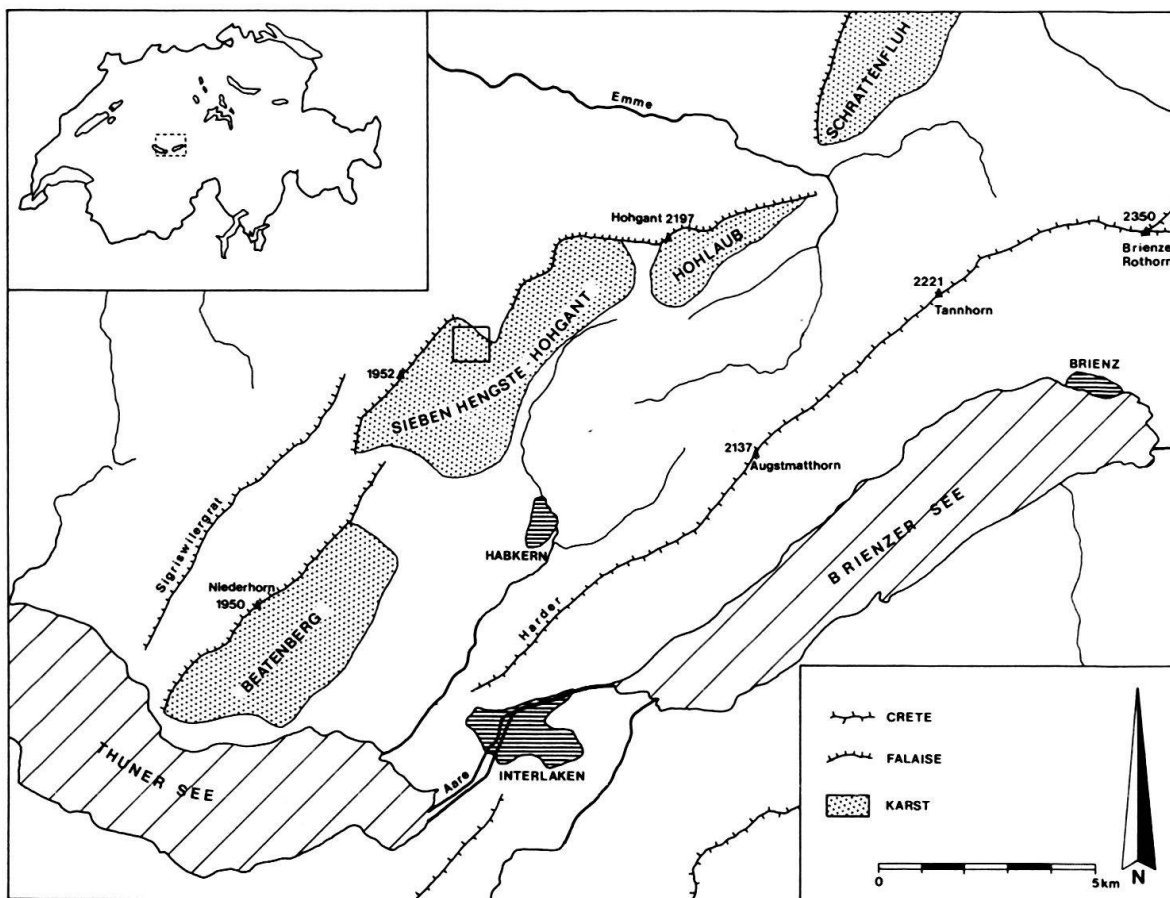 SCHRATTENFLUH
Emme
Hohgant 2197
HOHLAUB
2350
Brienzer
Rothorn
2221
Tannhorn
SIEBEN HENGSTE - HOHGANT
1952
BRIENZ
2137
Augstmatthorn
BRIENZER SEE
Sigriswilergrat
HABKERN
Niederhorn
1950
BEATENBERG
Harder
THUNER SEE
Aare
INTERLAKEN
CRETE
FALAISE
KARST
0
5km
N